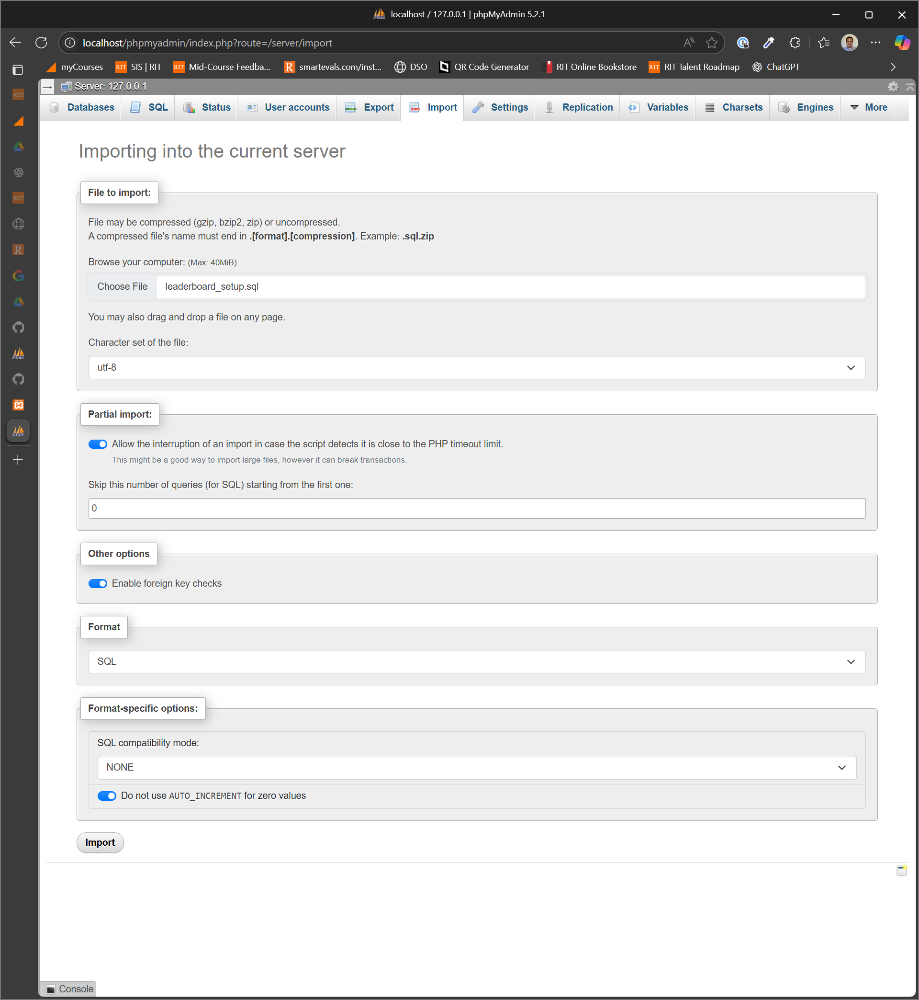 localhost / 127.0.0.1 | phpMyAdmin 5.2.1
localhost/phpmyadmin/index.php?route=/server/import
myCourses
RIT SIS | RIT
RIT Mid-Course Feedba...
R smartevals.com/inst...
DSO
QR Code Generator
RIT Online Bookstore
RIT RIT Talent Roadmap
ChatGPT
RIT
RIT
R
Server: 127.0.0.1
Databases
SQL
Status
User accounts
Export
Import
Settings
Replication
Variables
Charsets
Engines
More
Importing into the current server
File to import:
File may be compressed (gzip, bzip2, zip) or uncompressed.
A compressed file's name must end in .[format].[compression]. Example: .sql.zip
Browse your computer: (Max: 40MiB)
Choose File leaderboard_setup.sql
You may also drag and drop a file on any page.
Character set of the file:
utf-8
Partial import:
Allow the interruption of an import in case the script detects it is close to the PHP timeout limit.
This might be a good way to import large files, however it can break transactions.
Skip this number of queries (for SQL) starting from the first one:
0
Other options
Enable foreign key checks
Format
SQL
Format-specific options:
SQL compatibility mode:
NONE
Do not use AUTO_INCREMENT for zero values
Import
Console